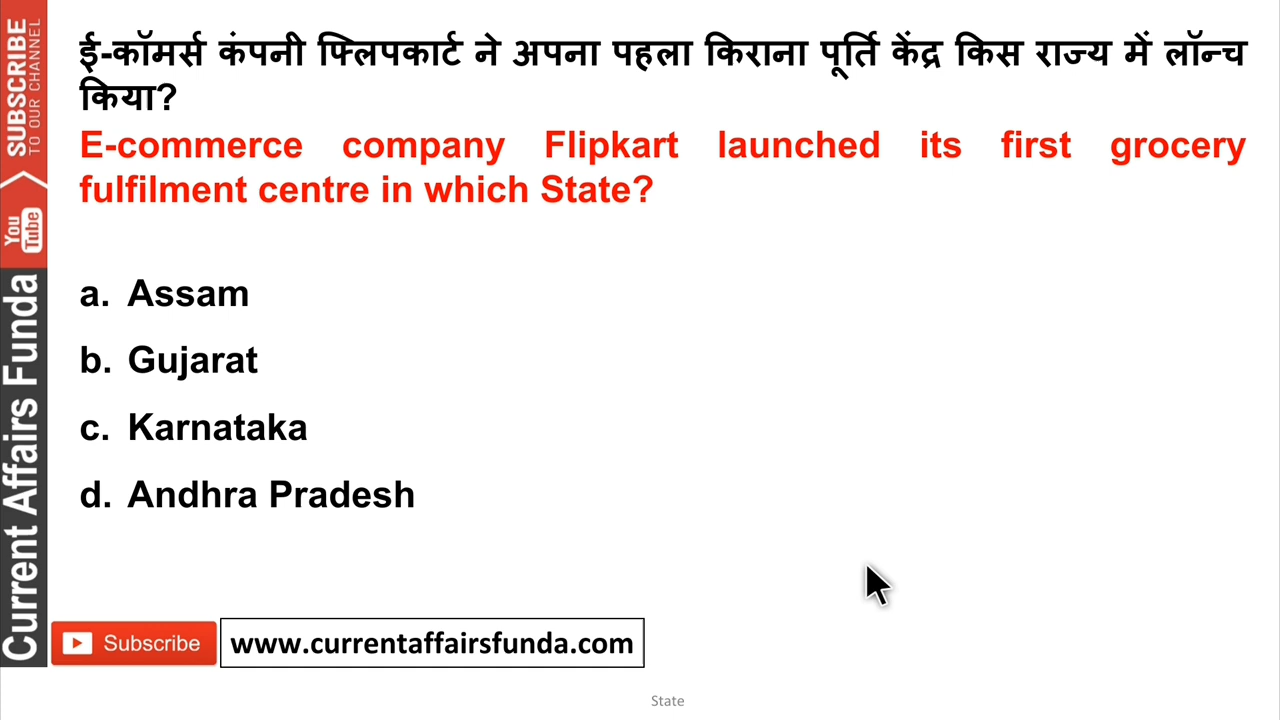 ई-कॉमर्स कंपनी फ्लिपकार्ट ने अपना पहला किराना पूर्ति केंद्र किस राज्य में लॉन्च
किया?
E-commerce company Flipkart launched its first grocery
fulfilment centre in which State?
a. Assam
b. Gujarat
c. Karnataka
d. Andhra Pradesh
SUBSCRIBE
TO OUR CHANNEL
You
Tube
Current Affairs Funda
Subscribe
www.currentaffairsfunda.com
State